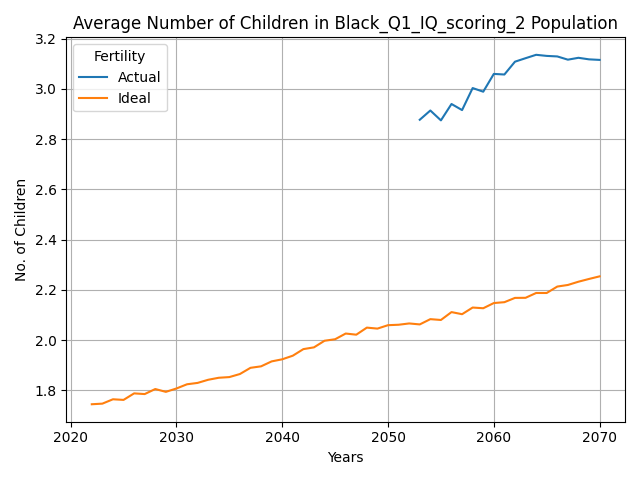 Average Number of Children in Black_Q1_IQ_scoring_2 Population
Fertility
Actual
Ideal
No. of Children
3.2
3.0
2.8
2.6
2.4
2.2
2.0
1.8
2020
2030
2040
2050
2060
2070
Years